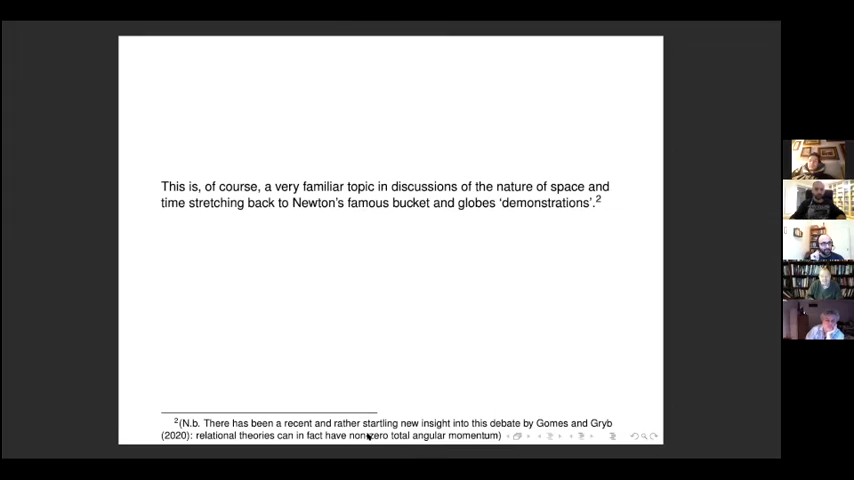 This is, of course, a very familiar topic in discussions of the nature of space and
time stretching back to Newton's famous bucket and globes 'demonstrations'.²
²(N.b. There has been a recent and rather startling new insight into this debate by Gomes and Gryb
(2020): relational theories can in fact have non-zero total angular momentum)